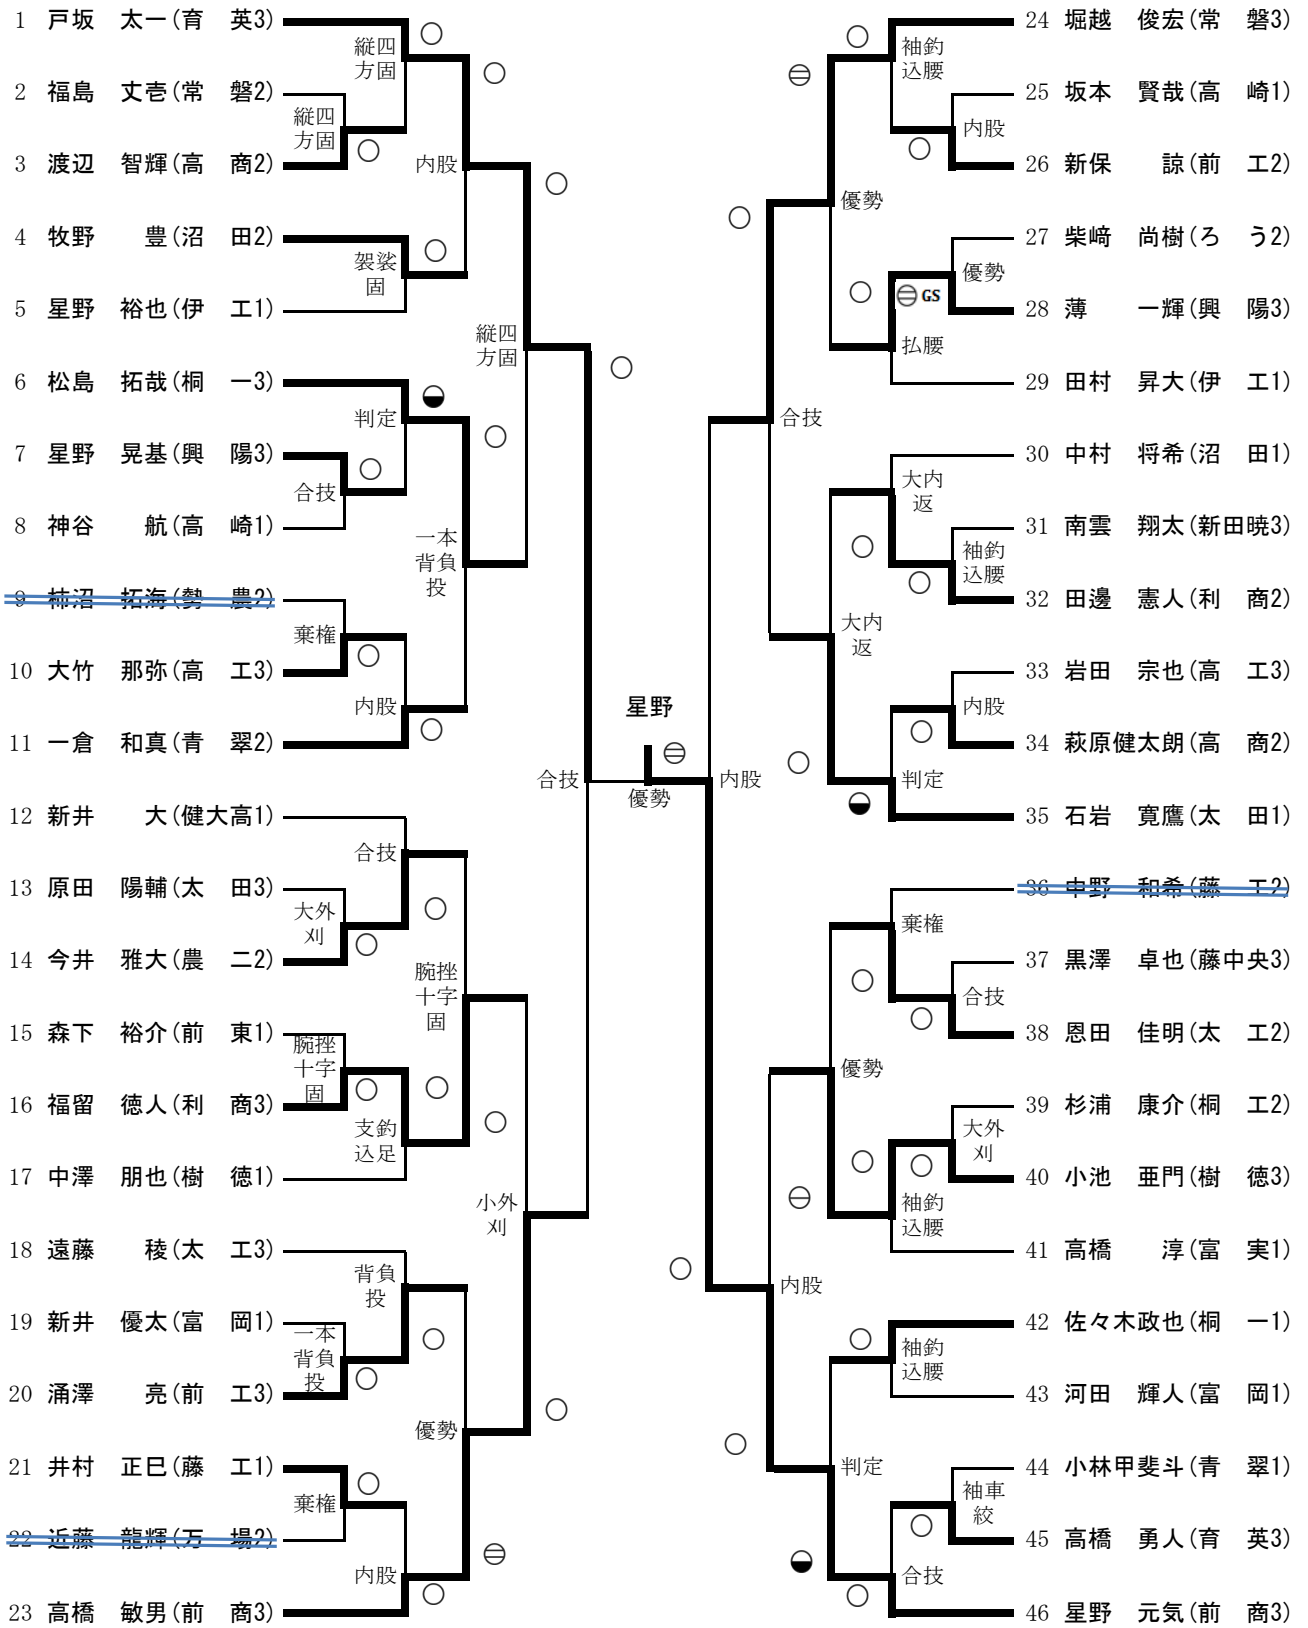 1 戸坂 太一(育 英3)
縦四
方固
2 福島 丈壱(常 磐2)
縦四
方固
3 渡辺 智輝(高 商2)
内股
4 牧野 豊(沼 田2)
袈裟
固
5 星野 裕也(伊 工1)
縦四
方固
6 松島 拓哉(桐 一3)
判定
7 星野 晃基(興 陽3)
合技
8 神谷 航(高 崎1)
一本
背負
投
9 柿沼 拓海(勢 農2)
棄権
10 大竹 那弥(高 工3)
内股
11 一倉 和真(青 翠2)
合技
12 新井 大(健大高1)
合技
13 原田 陽輔(太 田3)
大外
刈
14 今井 雅大(農 二2)
腕挫
十字
固
15 森下 裕介(前 東1)
腕挫
十字
固
16 福留 徳人(利 商3)
支釣
込足
17 中澤 朋也(樹 徳1)
小外
刈
18 遠藤 稜(太 工3)
背負
投
19 新井 優太(富 岡1)
一本
背負
投
20 涌澤 亮(前 工3)
優勢
21 井村 正巳(藤 工1)
棄権
22 近藤 龍輝(万 場2)
内股
23 高橋 敏男(前 商3)
星野
優勢
24 堀越 俊宏(常 磐3)
袖釣
込腰
25 坂本 賢哉(高 崎1)
内股
26 新保 諒(前 工2)
優勢
27 柴﨑 尚樹(ろ う2)
優勢
GS
28 薄 一輝(興 陽3)
払腰
29 田村 昇大(伊 工1)
合技
30 中村 将希(沼 田1)
大内
返
31 南雲 翔太(新田暁3)
袖釣
込腰
32 田邊 憲人(利 商2)
大内
返
33 岩田 宗也(高 工3)
内股
34 萩原健太朗(高 商2)
判定
35 石岩 寛鷹(太 田1)
内股
36 中野 和希(藤 工2)
棄権
37 黒澤 卓也(藤中央3)
合技
38 恩田 佳明(太 工2)
優勢
39 杉浦 康介(桐 工2)
大外
刈
40 小池 亜門(樹 徳3)
袖釣
込腰
41 高橋 淳(富 実1)
内股
42 佐々木政也(桐 一1)
袖釣
込腰
43 河田 輝人(富 岡1)
判定
44 小林甲斐斗(青 翠1)
袖車
絞
45 高橋 勇人(育 英3)
合技
46 星野 元気(前 商3)